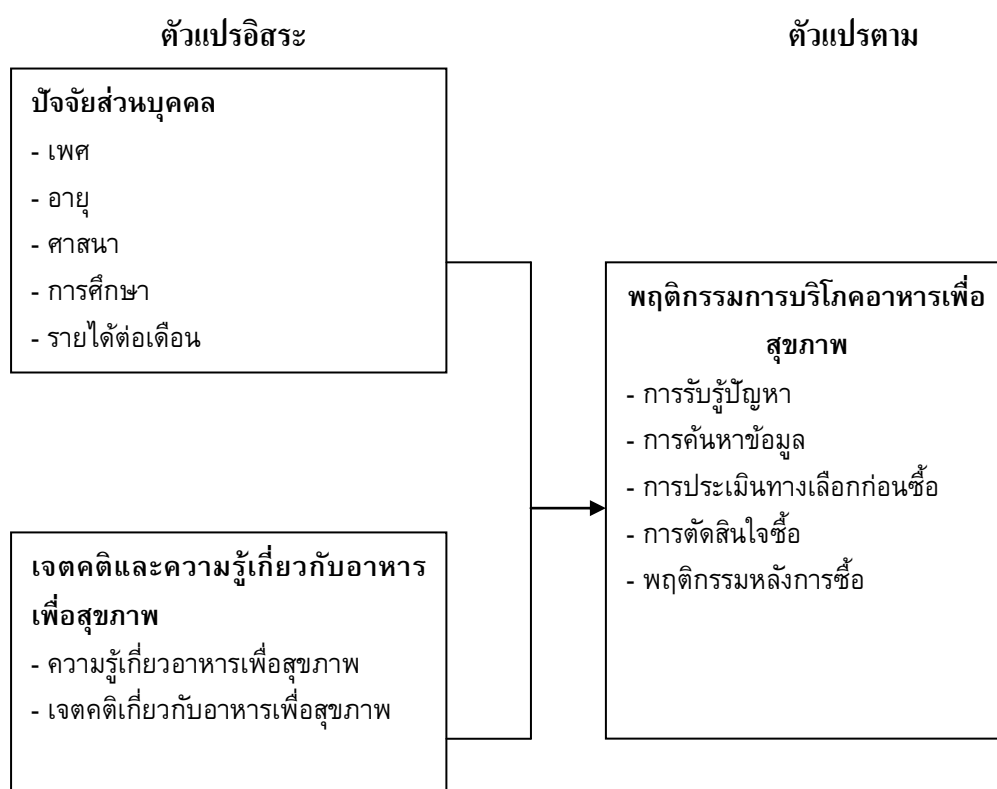 ตัวแปรอิสระ
ปัจจัยส่วนบุคคล
- เพศ
- อายุ
- ศาสนา
- การศึกษา
- รายได้ต่อเดือน
เจตคติและความรู้เกี่ยวกับอาหาร
เพื่อสุขภาพ
- ความรู้เกี่ยวอาหารเพื่อสุขภาพ
- เจตคติเกี่ยวกับอาหารเพื่อสุขภาพ
ตัวแปรตาม
พฤติกรรมการบริโภคอาหารเพื่อ
สุขภาพ
- การรับรู้ปัญหา
- การค้นหาข้อมูล
- การประเมินทางเลือกก่อนซื้อ
- การตัดสินใจซื้อ
- พฤติกรรมหลังการซื้อ